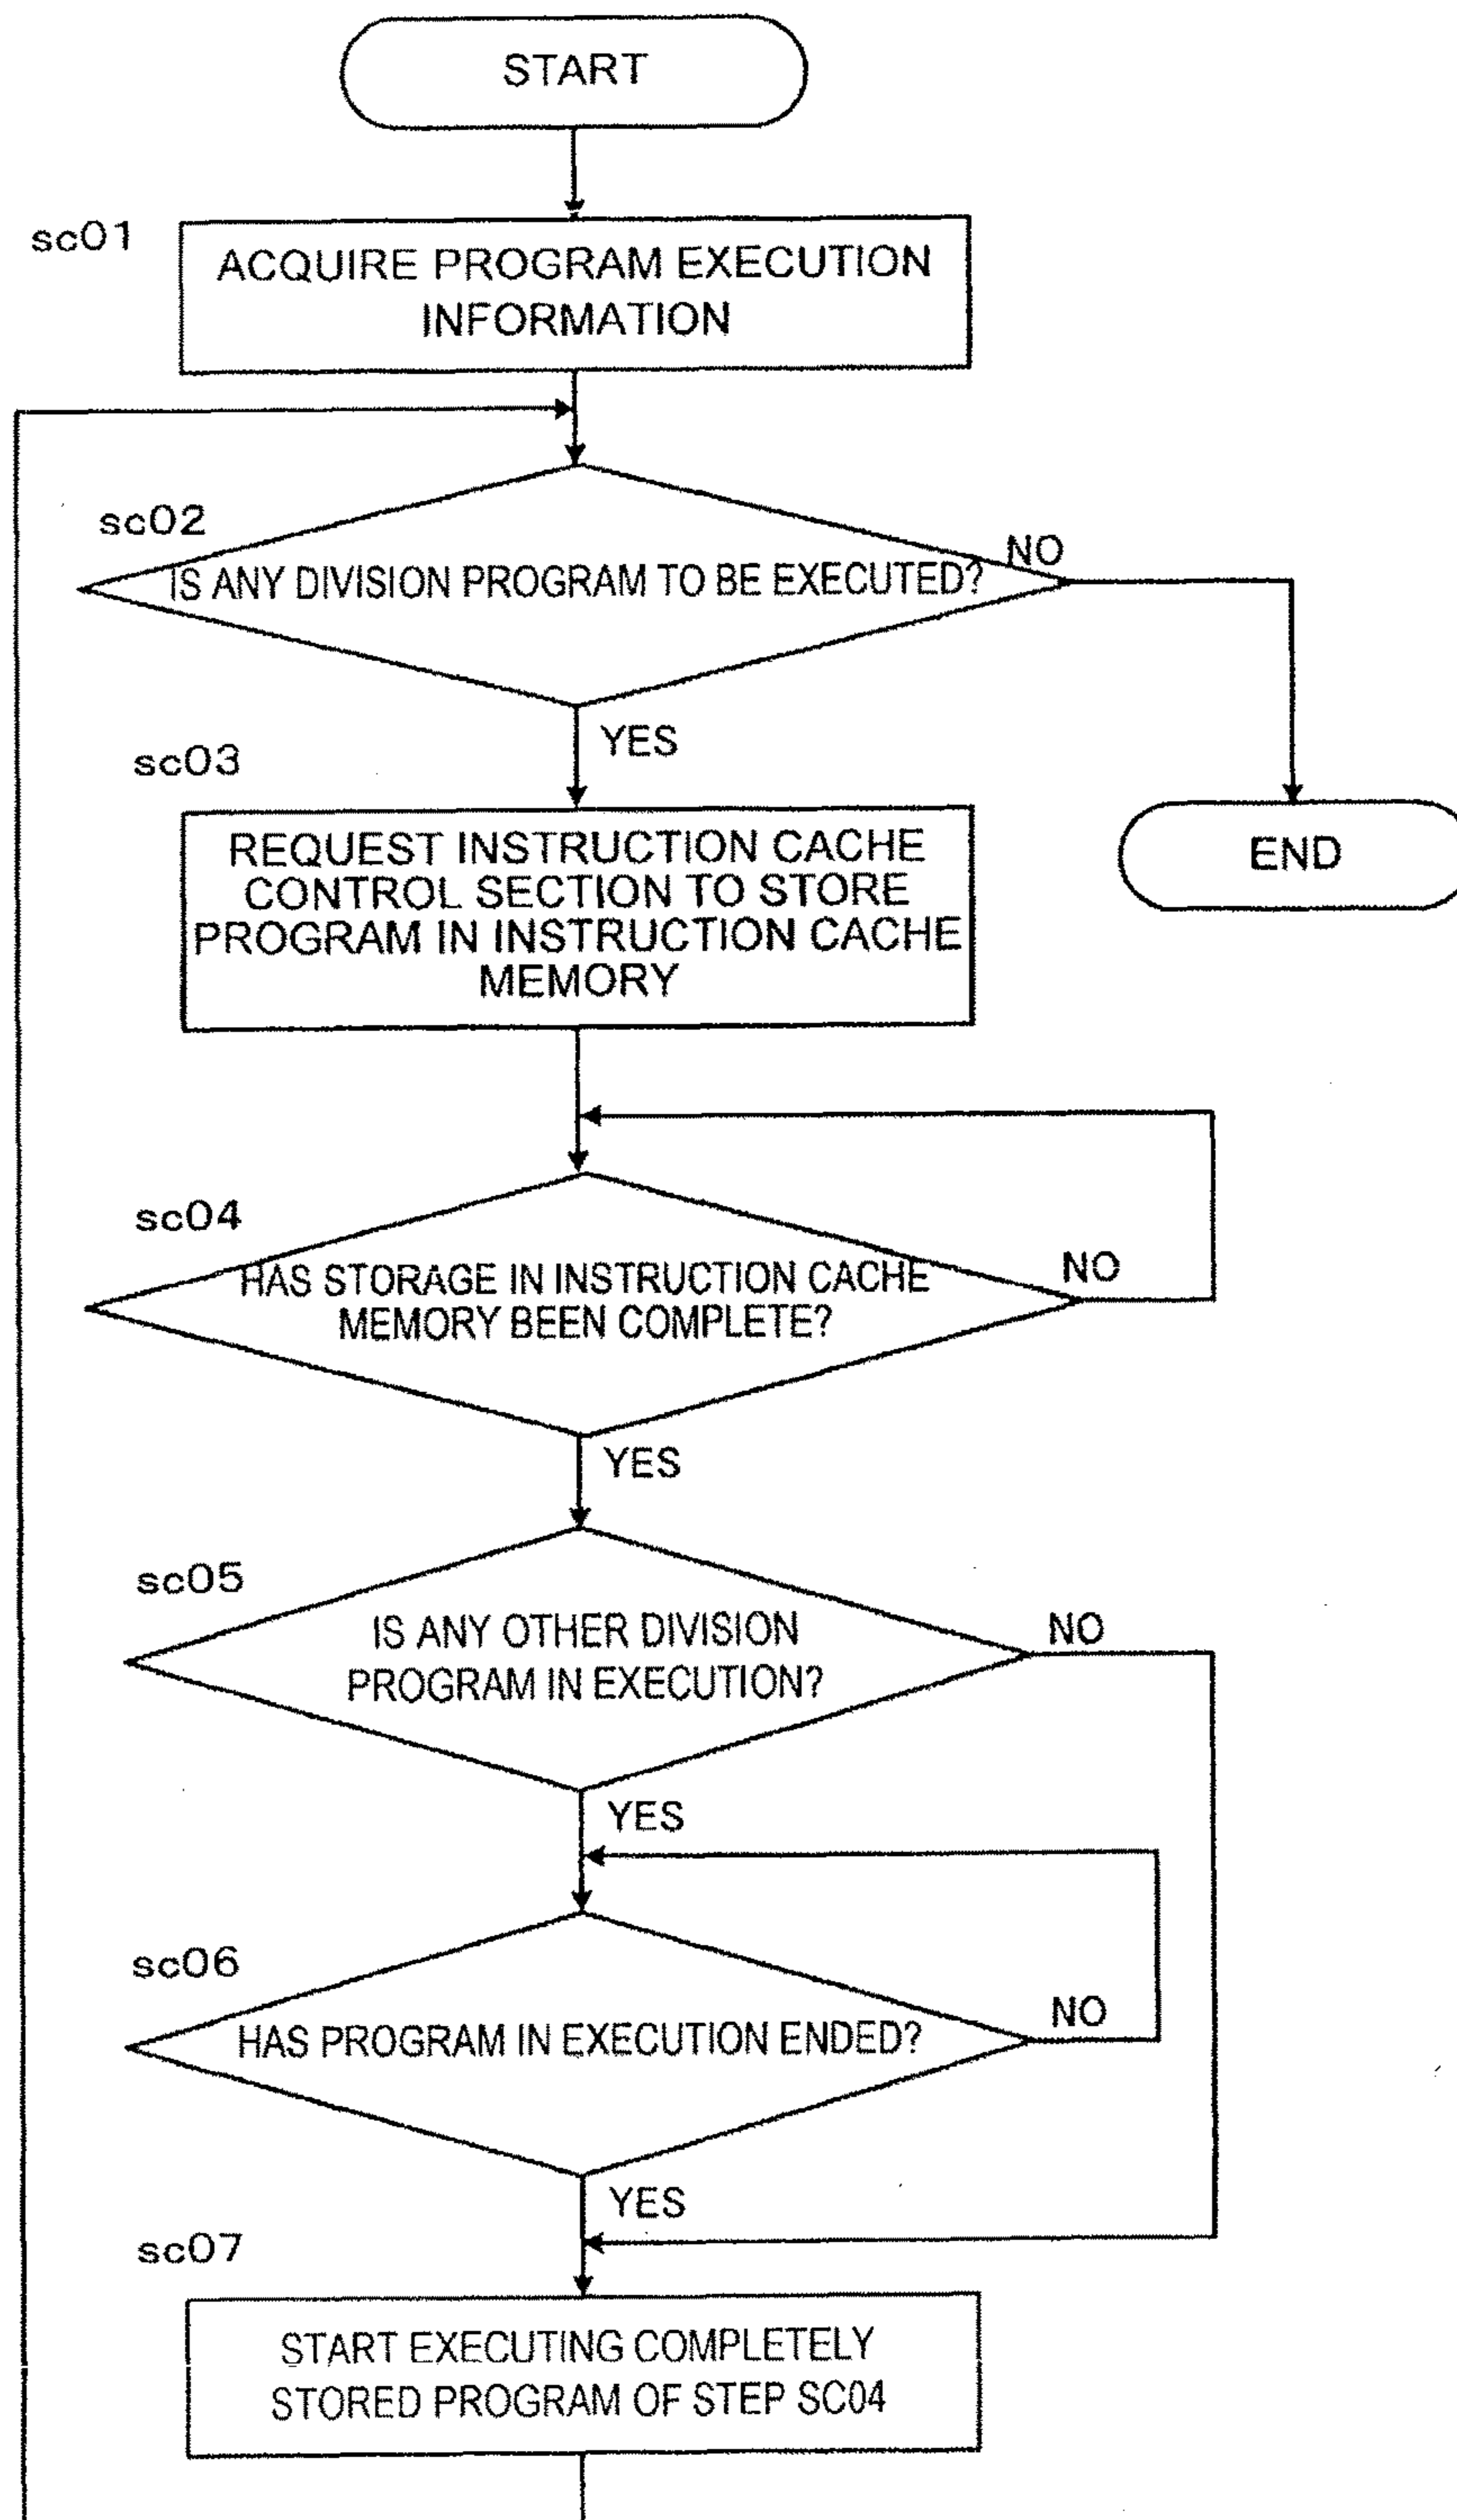 START
sc01
ACQUIRE PROGRAM EXECUTION
INFORMATION
sc02
IS ANY DIVISION PROGRAM TO BE EXECUTED?
NO
YES
sc03
REQUEST INSTRUCTION CACHE
CONTROL SECTION TO STORE
PROGRAM IN INSTRUCTION CACHE
MEMORY
END
sc04
HAS STORAGE IN INSTRUCTION CACHE
MEMORY BEEN COMPLETE?
NO
YES
sc05
IS ANY OTHER DIVISION
PROGRAM IN EXECUTION?
NO
YES
sc06
HAS PROGRAM IN EXECUTION ENDED?
NO
YES
sc07
START EXECUTING COMPLETELY
STORED PROGRAM OF STEP SC04